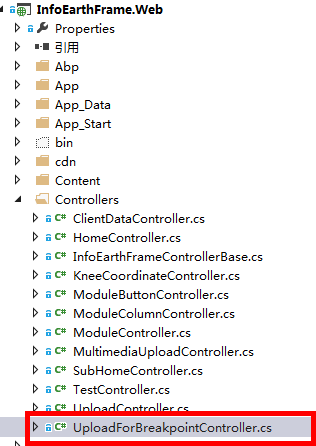 InfoEarthFrame.Web
Properties
引用
Abp
App
App_Data
App_Start
bin
cdn
Content
Controllers
C# ClientDataController.cs
C# HomeController.cs
C# InfoEarthFrameControllerBase.cs
C# KneeCoordinateController.cs
C# ModuleButtonController.cs
C# ModuleColumnController.cs
C# ModuleController.cs
C# MultimediaUploadController.cs
C# SubHomeController.cs
C# TestController.cs
C# UploadController.cs
C# UploadForBreakpointController.cs